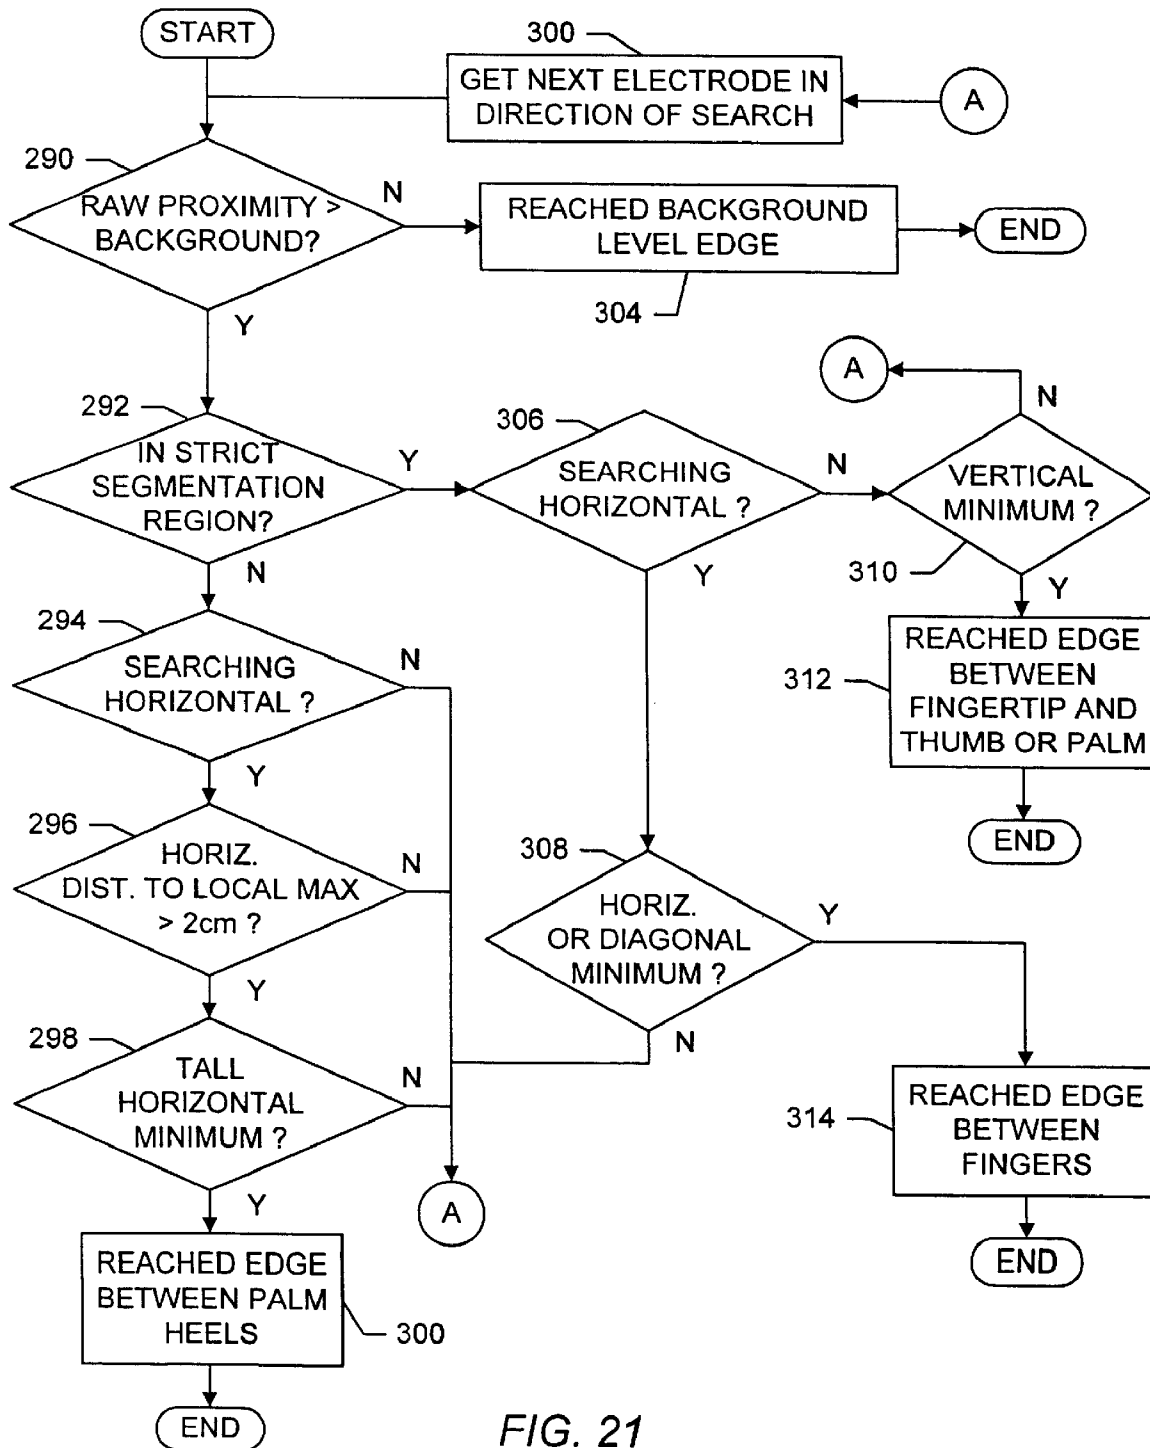 START
300
GET NEXT ELECTRODE IN
DIRECTION OF SEARCH
A
290
RAW PROXIMITY >
BACKGROUND?
N
REACHED BACKGROUND
LEVEL EDGE
END
304
Y
A
292
IN STRICT
SEGMENTATION
REGION?
Y
306
SEARCHING
HORIZONTAL ?
N
N
VERTICAL
MINIMUM ?
310
N
Y
Y
294
SEARCHING
HORIZONTAL ?
N
312
REACHED EDGE
BETWEEN
FINGERTIP AND
THUMB OR PALM
Y
END
296
HORIZ.
DIST. TO LOCAL MAX
> 2cm ?
N
308
HORIZ.
OR DIAGONAL
MINIMUM ?
Y
Y
N
298
TALL
HORIZONTAL
MINIMUM ?
N
314
REACHED EDGE
BETWEEN
FINGERS
Y
A
END
REACHED EDGE
BETWEEN PALM
HEELS
300
END
FIG. 21